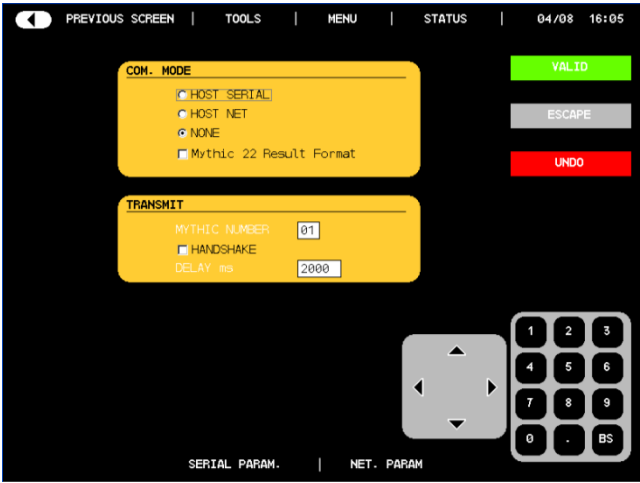 PREVIOUS SCREEN | TOOLS | MENU | STATUS | 04/08 16:05
COM. MODE
HOST SERIAL
HOST NET
NONE
Mythic 22 Result Format
VALID
ESCAPE
UNDO
TRANSMIT
MYTHIC NUMBER 01
HANDSHAKE
DELAY ms 2000
1 2 3
4 5 6
7 8 9
0 . BS
SERIAL PARAM. | NET. PARAM